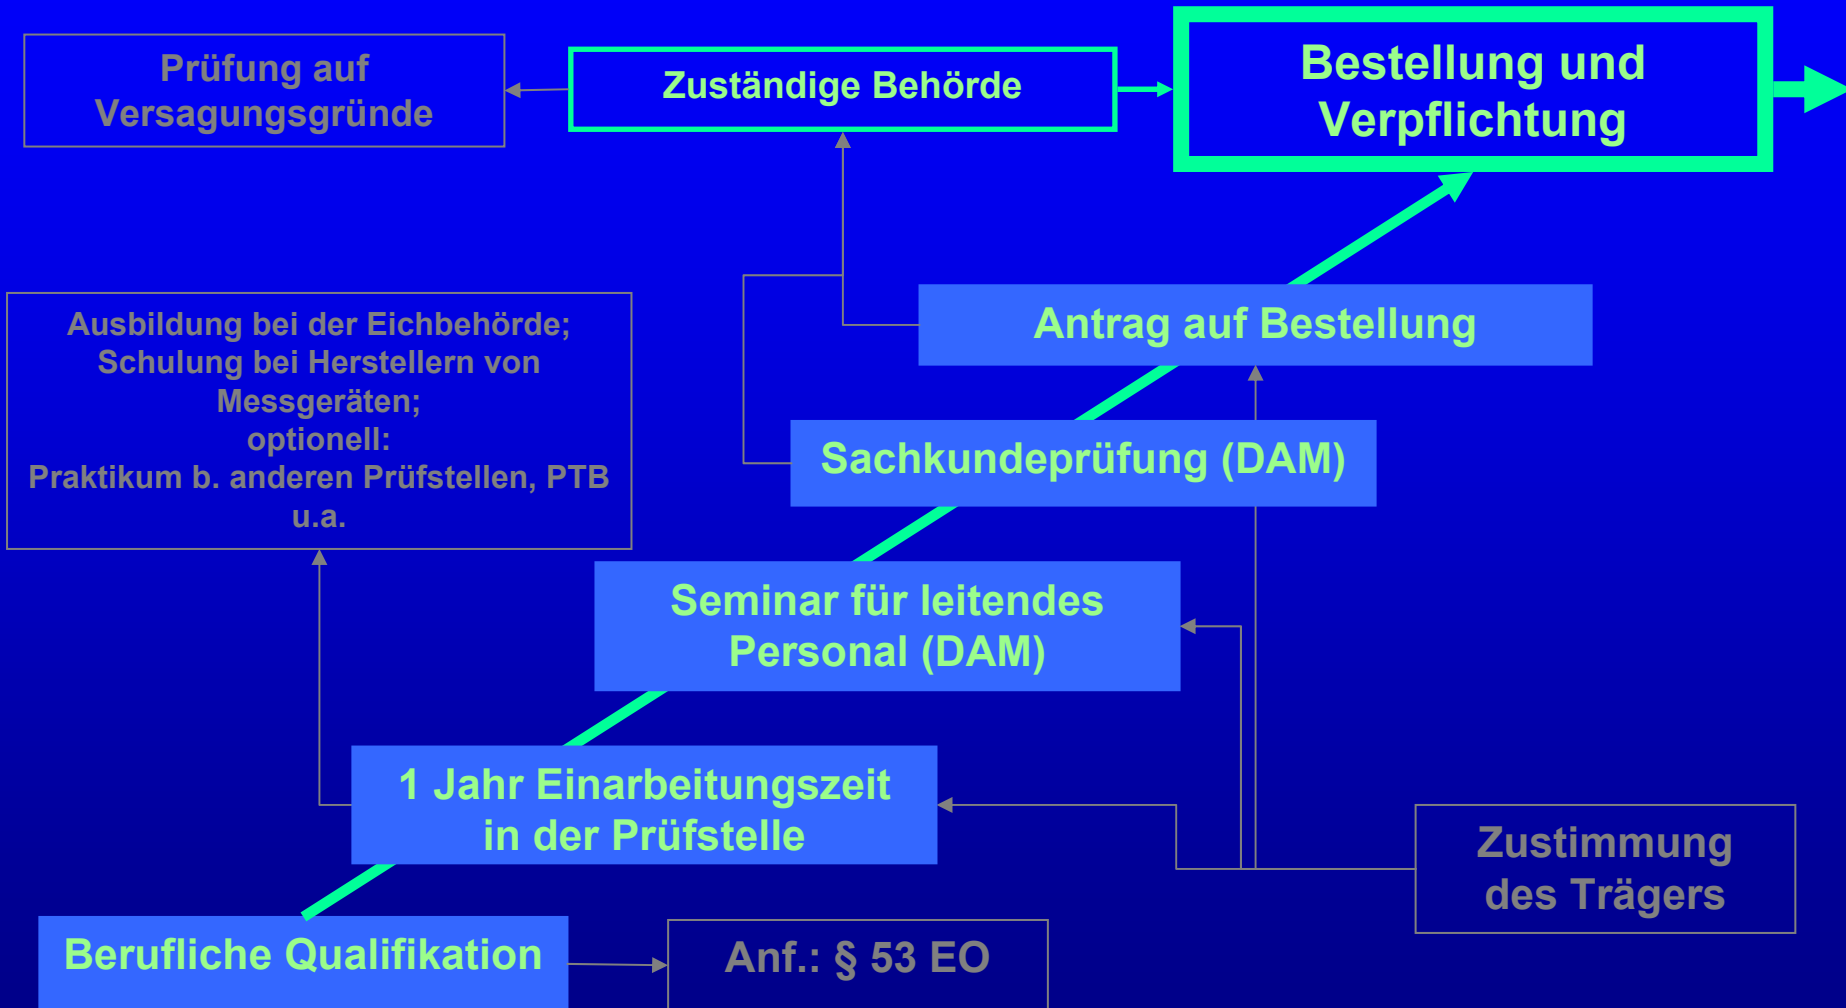 Prüfung auf
Versagungsgründe
Zuständige Behörde
Bestellung und
Verpflichtung
Ausbildung bei der Eichbehörde;
Schulung bei Herstellern von
Messgeräten;
optionell:
Praktikum b. anderen Prüfstellen, PTB
u.a.
Antrag auf Bestellung
Sachkundeprüfung (DAM)
Seminar für leitendes
Personal (DAM)
1 Jahr Einarbeitungszeit
in der Prüfstelle
Zustimmung
des Trägers
Berufliche Qualifikation
Anf.: § 53 EO